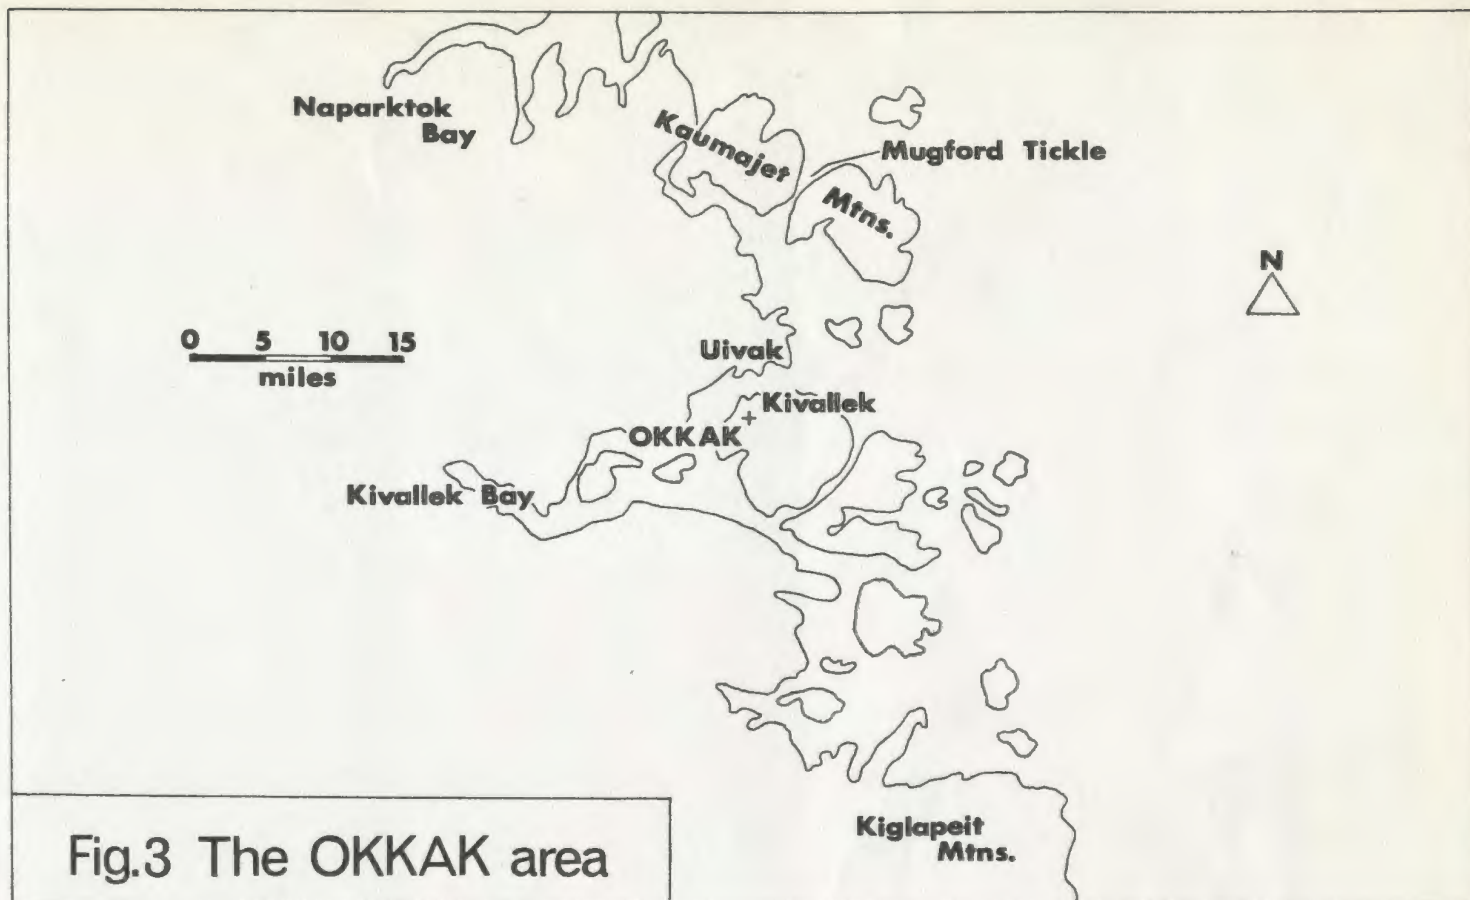 Naparktok
Bay
Kaumajet
Mugford Tickle
Mtns.
N
0 5 10 15
miles
Uivak
Kivallek
OKKAK
Kivallek Bay
Kiglapeit
Mtns.
Fig.3 The OKKAK area